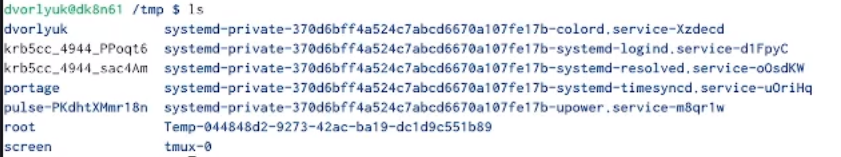 dvorlyuk@dk8n61 /tmp $ ls
dvorlyuk systemd-private-370d6bff4a524c7abcd6670a107fe17b-colord.service-Xzdecd
krb5cc_4944_PPoqt6 systemd-private-370d6bff4a524c7abcd6670a107fe17b-systemd-logind.service-d1FpyC
krb5cc_4944_sac4Am systemd-private-370d6bff4a524c7abcd6670a107fe17b-systemd-resolved.service-oOsdKW
portage systemd-private-370d6bff4a524c7abcd6670a107fe17b-systemd-timesyncd.service-uOriHq
pulse-PKdhtXMmr18n systemd-private-370d6bff4a524c7abcd6670a107fe17b-upower.service-m8qr1w
root Temp-044848d2-9273-42ac-ba19-dc1d9c551b89
screen tmux-0